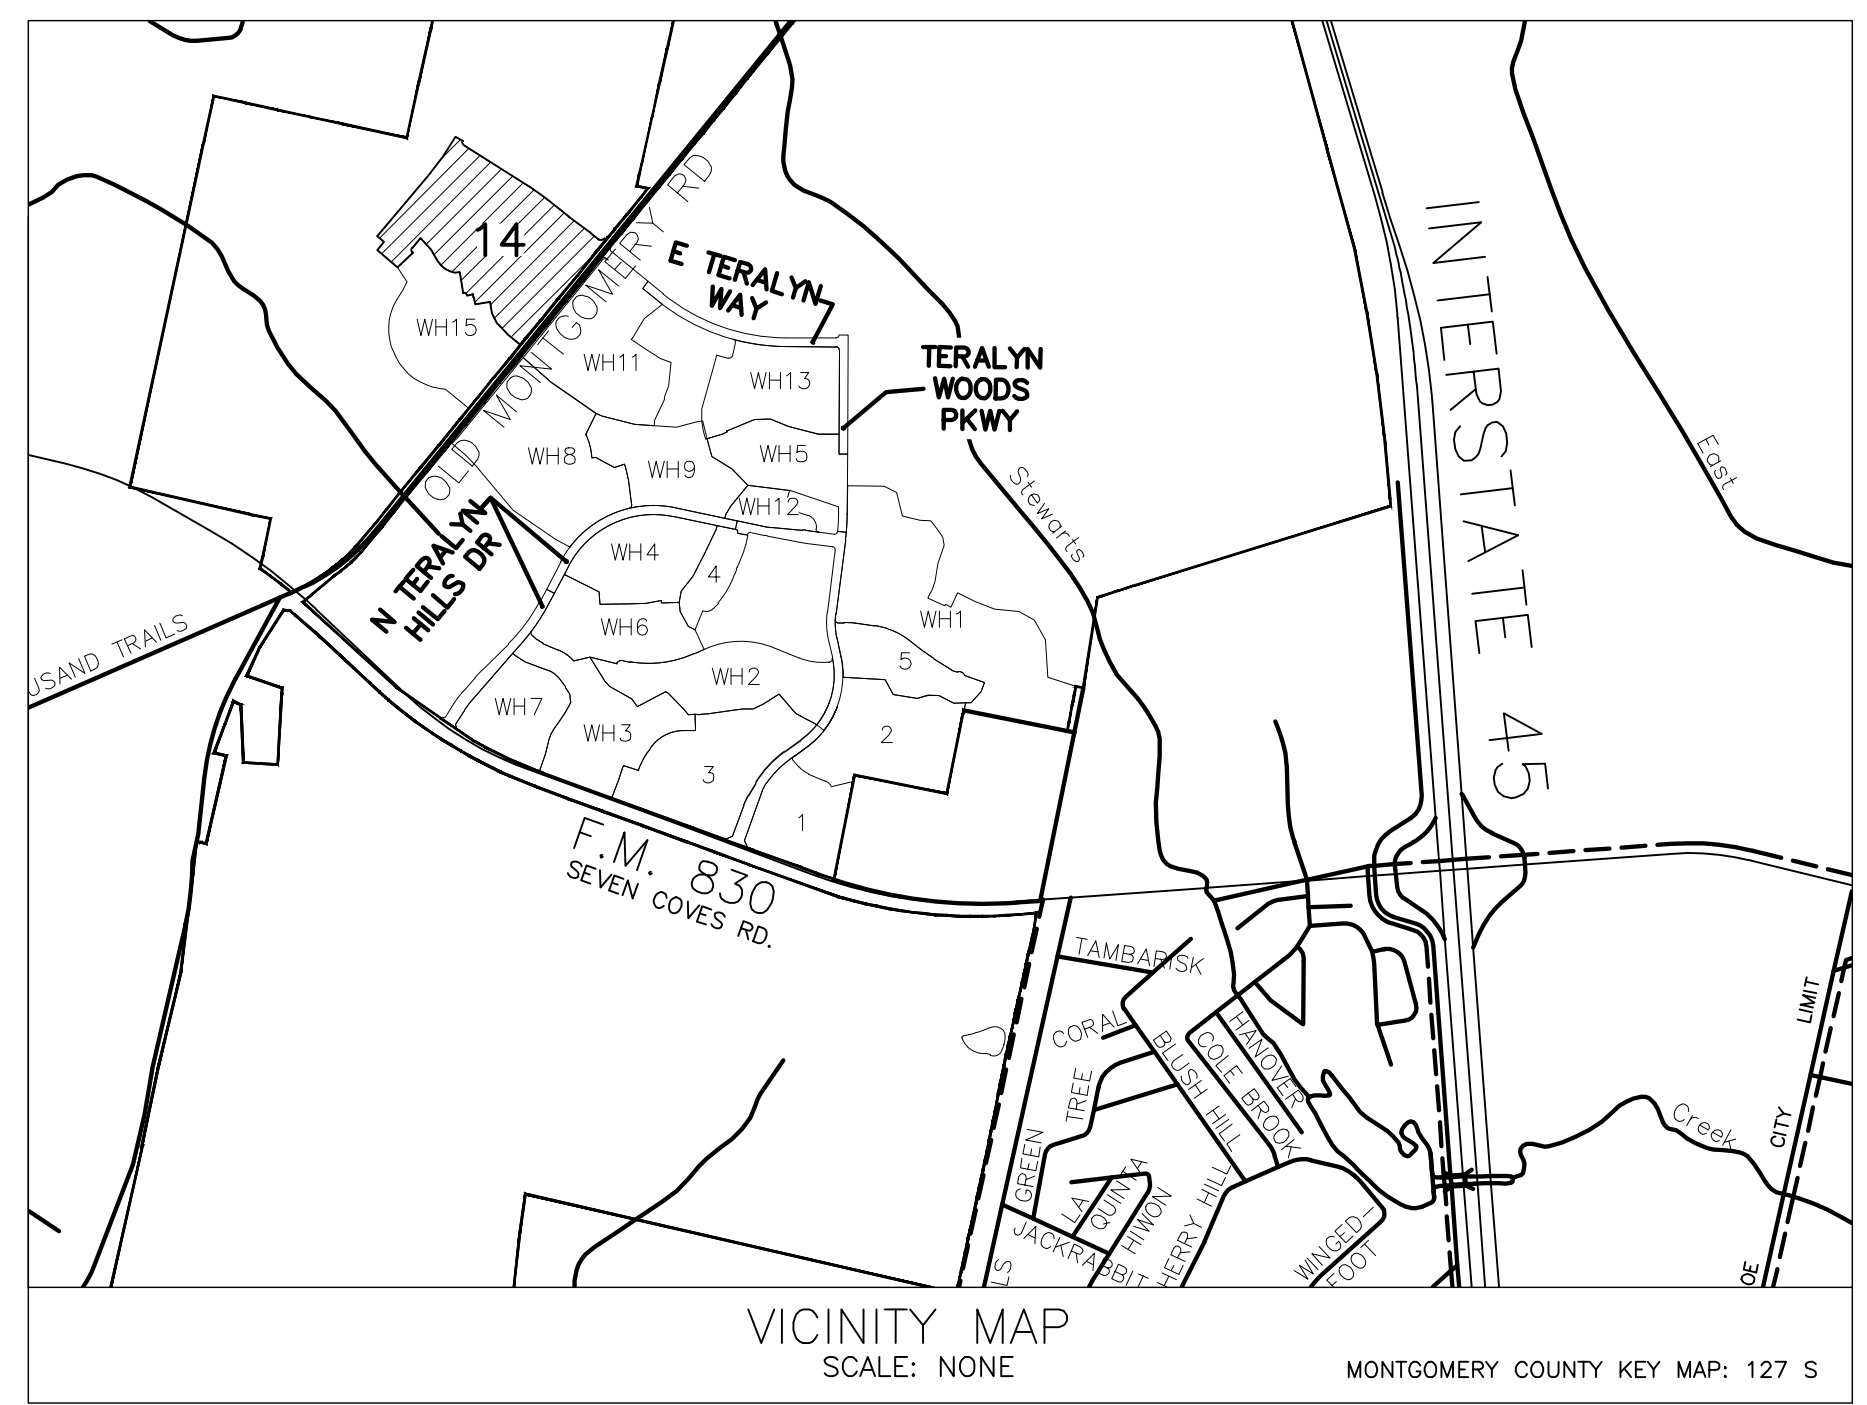 14
OLD MONTGOMERY RD
E TERALYN
WAY
INTERSTATE 45
WH15
WH11
WH13
TERALYN
WOODS
PKWY
WH8
WH9
WH5
WH12
East
Stewarts
N TERALYN
HILLS DR
WH4
4
WH6
WH1
USAND TRAILS
5
WH2
WH7
WH3
2
3
1
F.M. 830
SEVEN COVES RD.
TAMBARISK
CORAL
BLUSH HILL
COLE BROOK
HANOVER
TREE
GREEN
LA
QUINTA
HIWON
JACKRABBIT
HERRY HILL
WINGED-
FOOT
LS
Creek
LIMIT
CITY
OE
VICINITY MAP
SCALE: NONE
MONTGOMERY COUNTY KEY MAP: 127 S